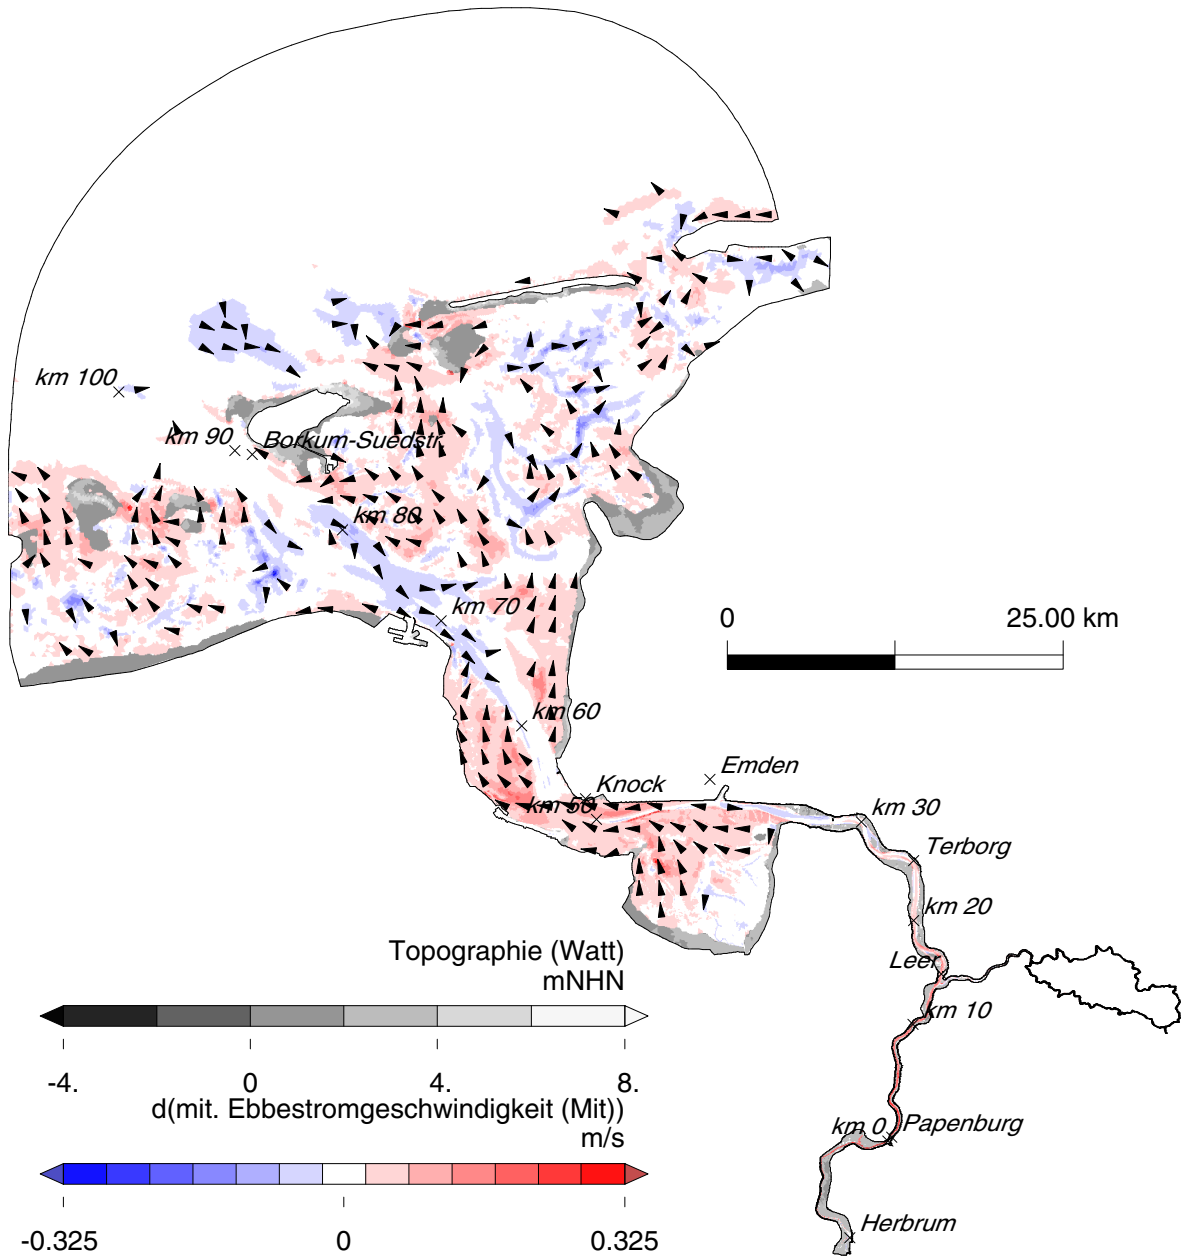 km 100
km 90
Borkum-Suedstr.
km 80
km 70
0
25.00 km
km 60
Emden
Knock
km 50
km 30
Terborg
km 20
Leer
km 10
Topographie (Watt)
mNHN
-4.
0
4.
8.
d(mit. Ebbestromgeschwindigkeit (Mit))
m/s
-0.325
0
0.325
km 0
Papenburg
Herbrum